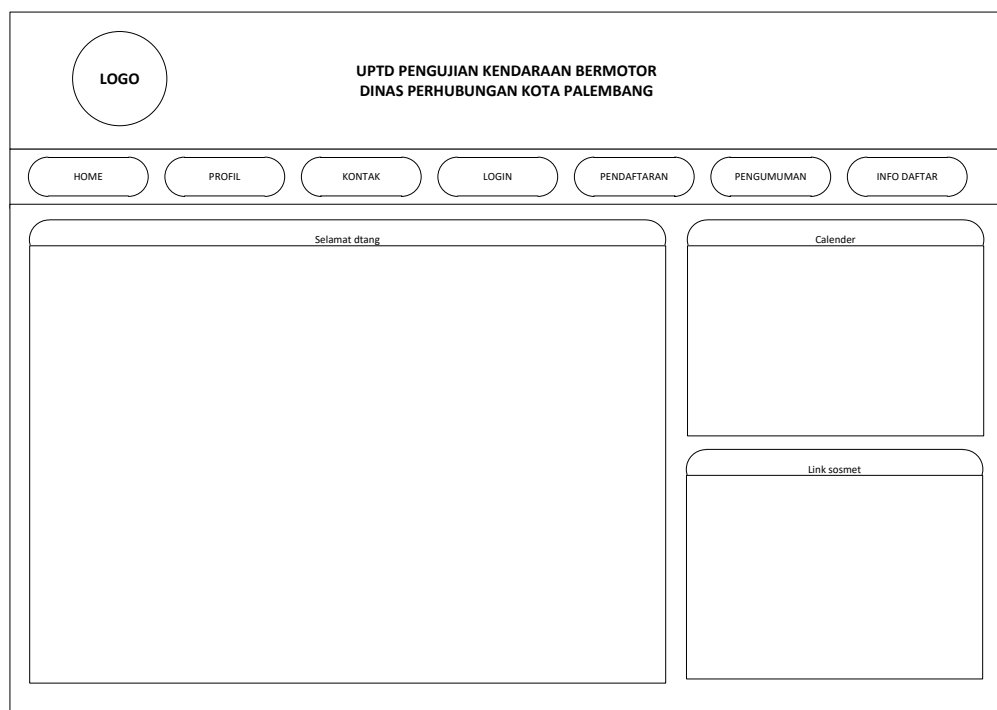 LOGO
UPTD PENGUJIAN KENDARAAN BERMOTOR
DINAS PERHUBUNGAN KOTA PALEMBANG
HOME
PROFIL
KONTAK
LOGIN
PENDAFTARAN
PENGUMUMAN
INFO DAFTAR
Selamat dtang
Calender
Link sosmet